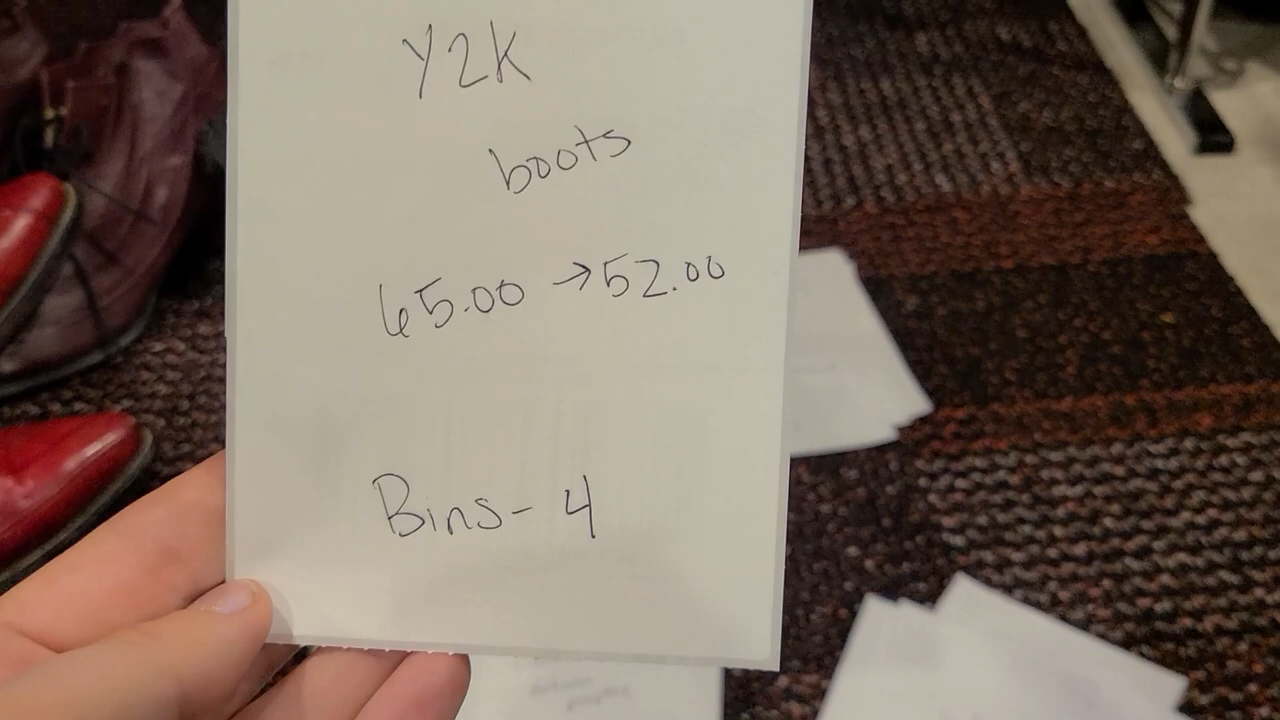 Y2K
boots
65.00 → 52.00
Bins - 4